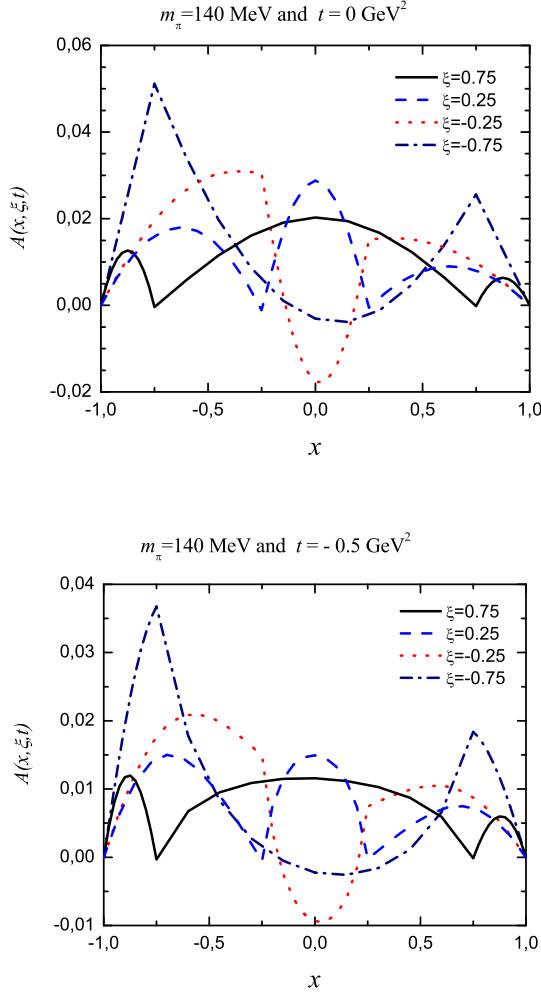 m_π=140 MeV and t = 0 GeV²
0,06
0,04
0,02
0,00
-0,02
A(x,ξ,t)
ξ=0.75
ξ=0.25
ξ=-0.25
ξ=-0.75
-1,0 -0,5 0,0 0,5 1,0
x
m_π=140 MeV and t = - 0.5 GeV²
0,04
0,03
0,02
0,01
0,00
-0,01
A(x,ξ,t)
ξ=0.75
ξ=0.25
ξ=-0.25
ξ=-0.75
-1,0 -0,5 0,0 0,5 1,0
x